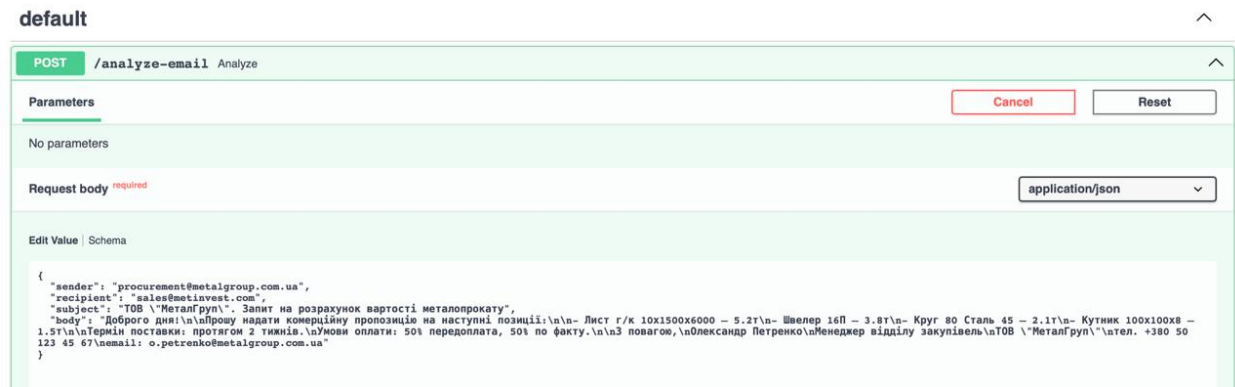 default
POST /analyze-email Analyze
Parameters Cancel Reset
No parameters
Request body required application/json
Edit Value | Schema
{
"sender": "procurement@metalgroup.com.ua",
"recipient": "sales@metinvest.com",
"subject": "ТОВ \"МеталГруп\". Запит на розрахунок вартості металопрокату",
"body": "Доброго дня!\n\nПрошу надати комерційну пропозицію на наступні позиції:\n\n- Лист г/к 10х1500х6000 — 5.2т\n- Швелер 16П — 3.8т\n- Круг 80 Сталь 45 — 2.1т\n- Кутник 100х100х8 —
1.5т\n\nТермін поставки: протягом 2 тижнів.\nУмови оплати: 50% передоплата, 50% по факту.\n\nЗ повагою,\nОлександр Петренко\nМенеджер відділу закупівель\nТОВ \"МеталГруп\"\nтел. +380 50
123 45 67\nemail: o.petrenko@metalgroup.com.ua"
}